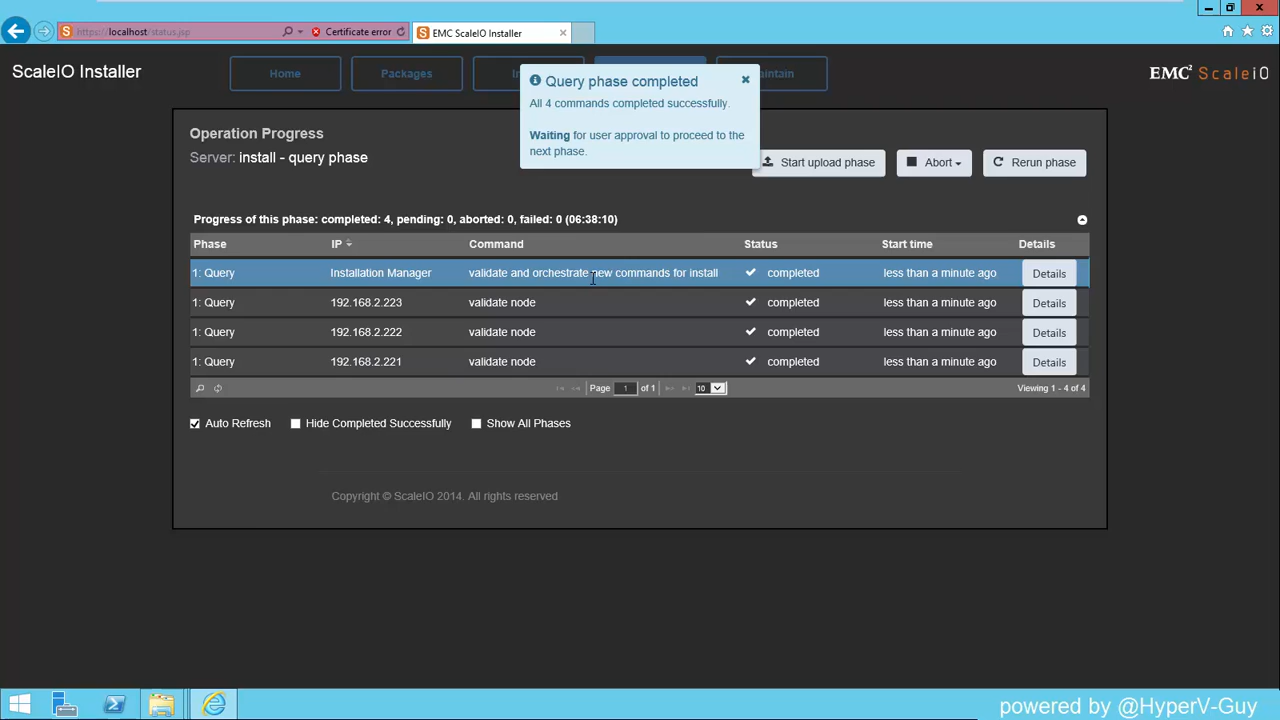 https://localhost/status.jsp
Certificate error
EMC ScaleIO Installer
ScaleIO Installer
Home
Packages
In
aintain
EMC² ScaleiO
Query phase completed
All 4 commands completed successfully.
Waiting for user approval to proceed to the
next phase.
Operation Progress
Server: install - query phase
Start upload phase
Abort
Rerun phase
Progress of this phase: completed: 4, pending: 0, aborted: 0, failed: 0 (06:38:10)
Phase IP Command Status Start time Details
1: Query Installation Manager validate and orchestrate new commands for install completed less than a minute ago Details
1: Query 192.168.2.223 validate node completed less than a minute ago Details
1: Query 192.168.2.222 validate node completed less than a minute ago Details
1: Query 192.168.2.221 validate node completed less than a minute ago Details
Page 1 of 1 10 Viewing 1 - 4 of 4
Auto Refresh Hide Completed Successfully Show All Phases
Copyright © ScaleIO 2014. All rights reserved
powered by @HyperV-Guy